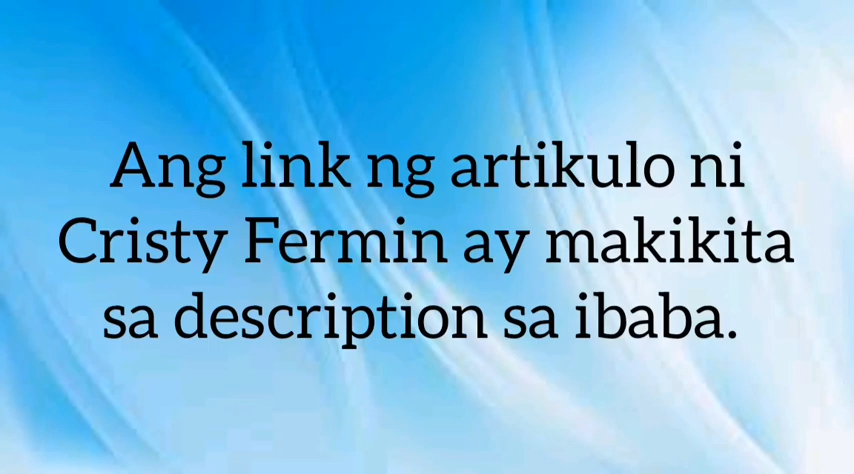 Ang link ng artikulo ni
Cristy Fermin ay makikita
sa description sa ibaba.